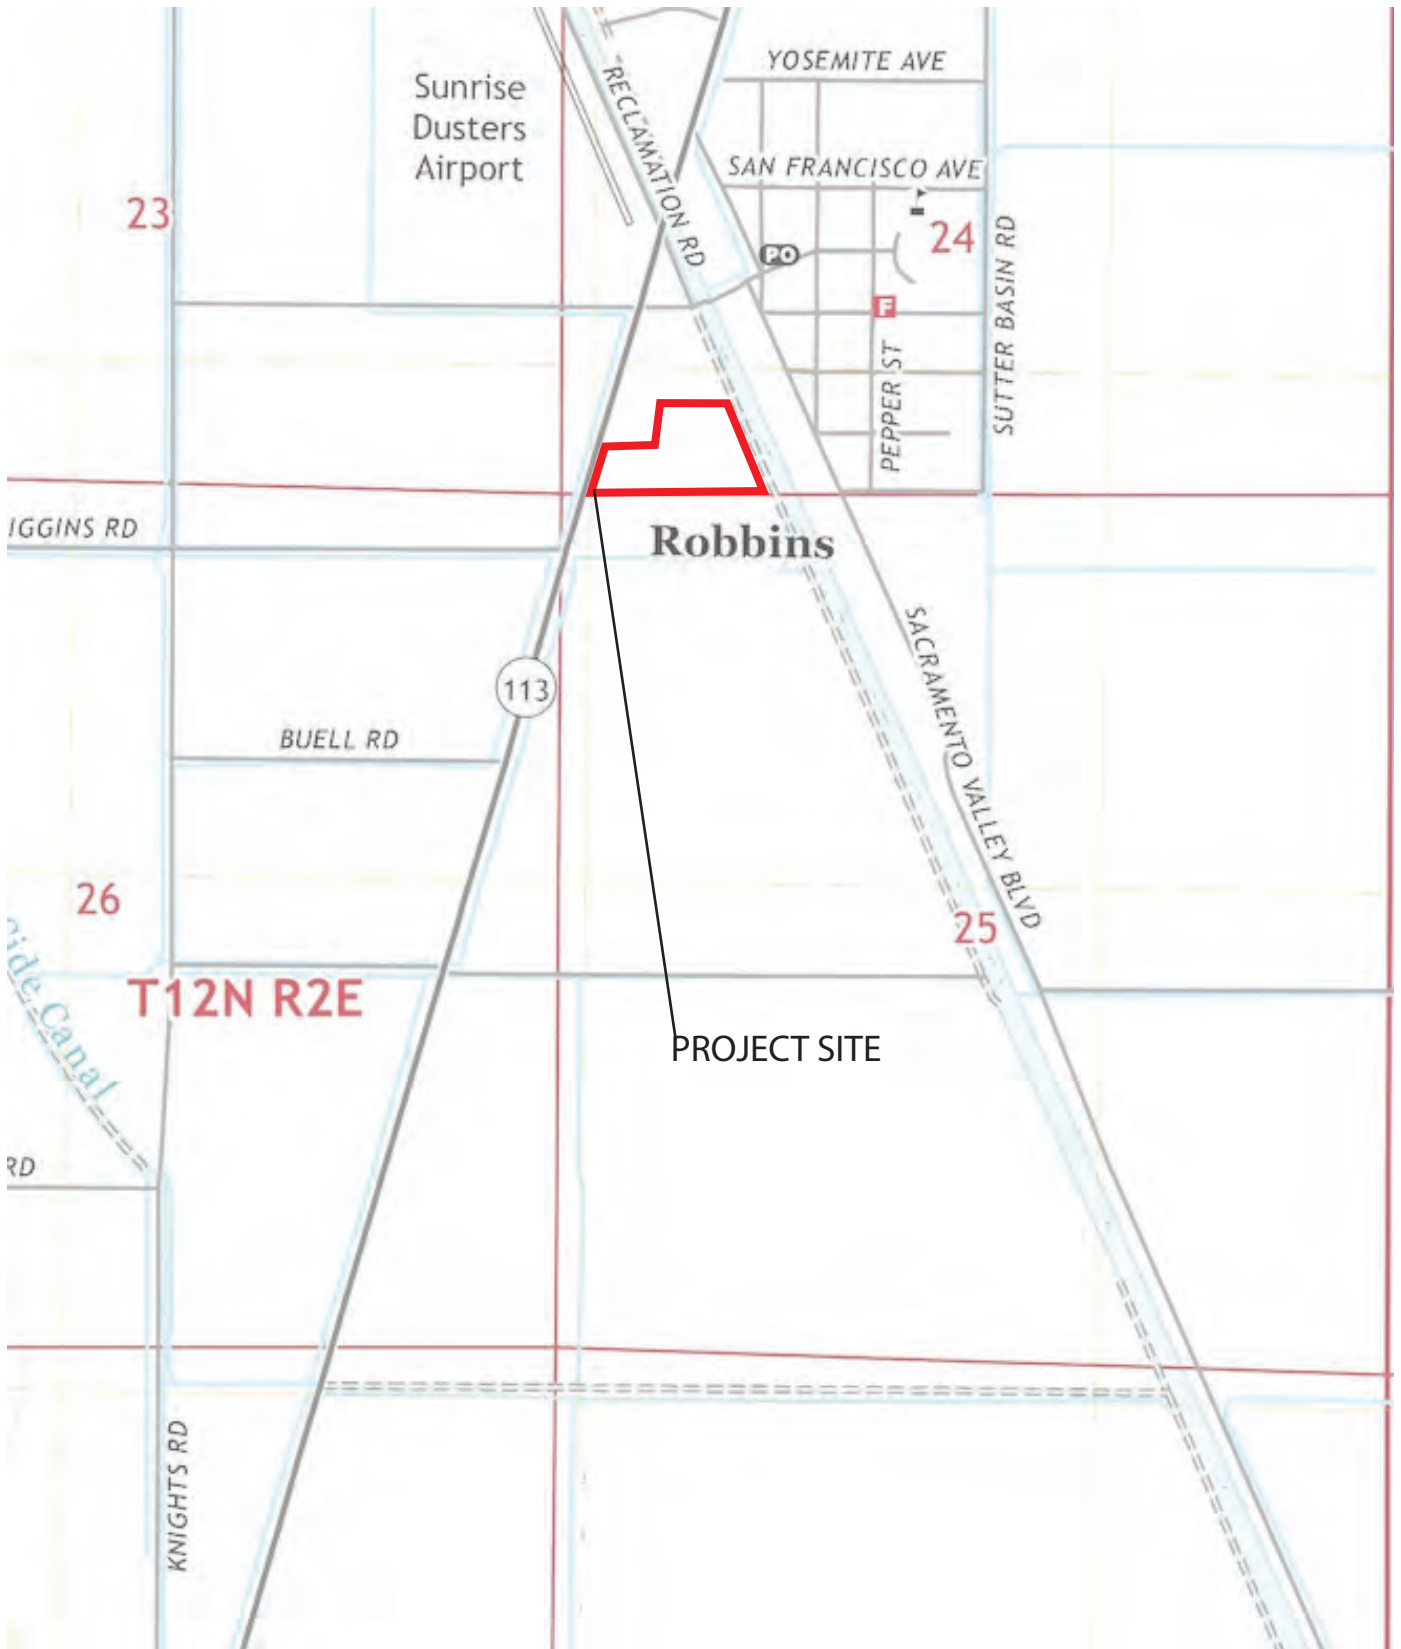 YOSEMITE AVE
Sunrise
Dusters
Airport
RECLAMATION RD
SAN FRANCISCO AVE
23
24
PO
F
SUTTER BASIN RD
PEPPER ST
IGGINS RD
Robbins
SACRAMENTO VALLEY BLVD
113
BUELL RD
26
25
ide Canal
T12N R2E
PROJECT SITE
RD
KNIGHTS RD